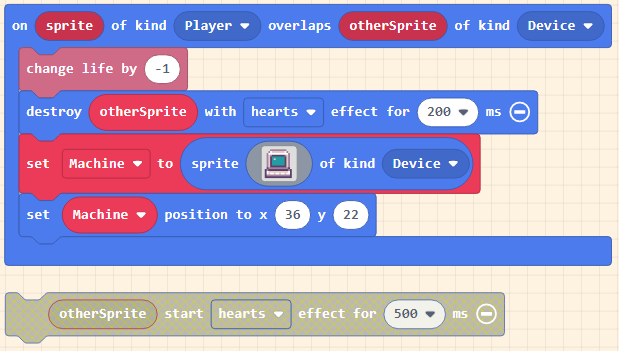 on sprite of kind Player overlaps otherSprite of kind Device
change life by -1
destroy otherSprite with hearts effect for 200 ms
set Machine to sprite of kind Device
set Machine position to x 36 y 22
otherSprite start hearts effect for 500 ms